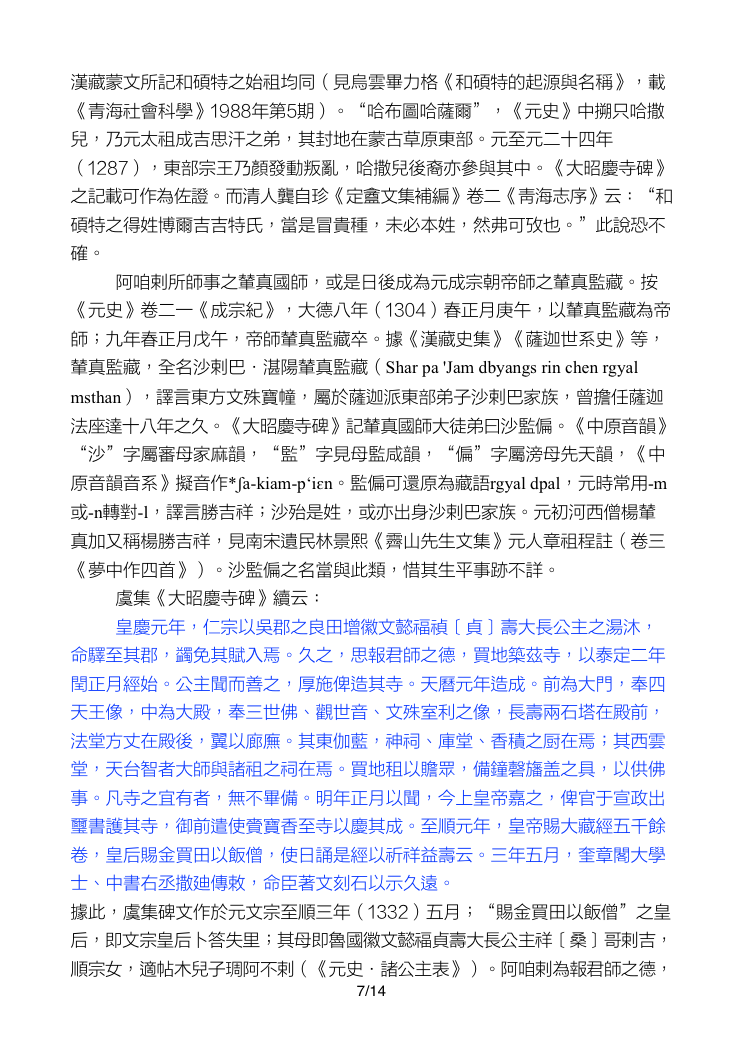 漢藏蒙文所記和碩特之始祖均同（見烏雲畢力格《和碩特的起源與名稱》，載
《青海社會科學》1988年第5期）。“哈布圖哈薩爾”，《元史》中搠只哈撒
兒，乃元太祖成吉思汗之弟，其封地在蒙古草原東部。元至元二十四年
（1287），東部宗王乃顏發動叛亂，哈撒兒後裔亦參與其中。《大昭慶寺碑》
之記載可作為佐證。而清人龔自珍《定盦文集補編》卷二《靑海志序》云：“和
碩特之得姓博爾吉吉特氏，當是冒貴種，未必本姓，然弗可攷也。”此說恐不
確。
阿咱剌所師事之輦真國師，或是日後成為元成宗朝帝師之輦真監藏。按
《元史》卷二一《成宗紀》，大德八年（1304）春正月庚午，以輦真監藏為帝
師；九年春正月戊午，帝師輦真監藏卒。據《漢藏史集》《薩迦世系史》等，
輦真監藏，全名沙剌巴．湛陽輦真監藏（Shar pa 'Jam dbyangs rin chen rgyal
msthan），譯言東方文殊寶幢，屬於薩迦派東部弟子沙剌巴家族，曾擔任薩迦
法座達十八年之久。《大昭慶寺碑》記輦真國師大徒弟曰沙監偏。《中原音韻》
“沙”字屬審母家麻韻，“監”字見母監咸韻，“偏”字屬滂母先天韻，《中
原音韻音系》擬音作*ʃa-kiam-p‘iɛn。監偏可還原為藏語rgyal dpal，元時常用-m
或-n轉對-l，譯言勝吉祥；沙殆是姓，或亦出身沙剌巴家族。元初河西僧楊輦
真加又稱楊勝吉祥，見南宋遺民林景熙《霽山先生文集》元人章祖程註（卷三
《夢中作四首》）。沙監偏之名當與此類，惜其生平事跡不詳。
虞集《大昭慶寺碑》續云：
皇慶元年，仁宗以吳郡之良田增徽文懿福禎〔貞〕壽大長公主之湯沐，
命驛至其郡，蠲免其賦入焉。久之，思報君師之德，買地築茲寺，以泰定二年
閏正月經始。公主聞而善之，厚施俾造其寺。天曆元年造成。前為大門，奉四
天王像，中為大殿，奉三世佛、觀世音、文殊室利之像，長壽兩石塔在殿前，
法堂方丈在殿後，翼以廊廡。其東伽藍，神祠、庫堂、香積之厨在焉；其西雲
堂，天台智者大師與諸祖之祠在焉。買地租以贍眾，備鐘磬旛盖之具，以供佛
事。凡寺之宜有者，無不畢備。明年正月以聞，今上皇帝嘉之，俾官于宣政出
璽書護其寺，御前遣使賫寶香至寺以慶其成。至順元年，皇帝賜大藏經五千餘
卷，皇后賜金買田以飯僧，使日誦是經以祈祥益壽云。三年五月，奎章閣大學
士、中書右丞撒廸傳敕，命臣著文刻石以示久遠。
據此，虞集碑文作於元文宗至順三年（1332）五月；“賜金買田以飯僧”之皇
后，即文宗皇后卜答失里；其母即魯國徽文懿福貞壽大長公主祥〔桑〕哥剌吉，
順宗女，適帖木兒子琱阿不剌（《元史．諸公主表》）。阿咱剌為報君師之德，
7/14